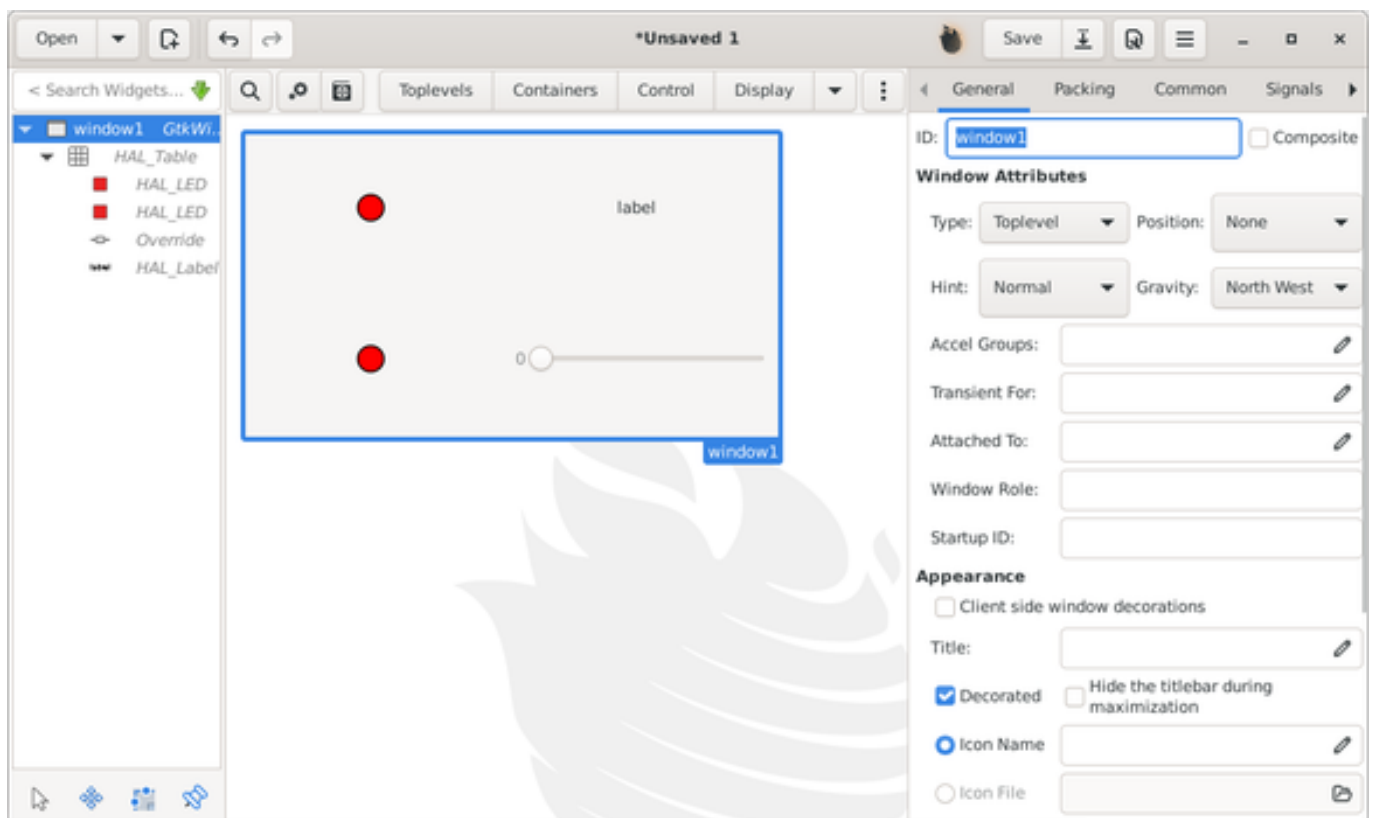 Open
*Unsaved 1
Save
< Search Widgets...
Toplevels Containers Control Display
General Packing Common Signals
window1 GtkWi..
HAL_Table
HAL_LED
HAL_LED
Override
HAL_Label
label
0
window1
ID: window1 Composite
Window Attributes
Type: Toplevel Position: None
Hint: Normal Gravity: North West
Accel Groups:
Transient For:
Attached To:
Window Role:
Startup ID:
Appearance
Client side window decorations
Title:
Decorated Hide the titlebar during
maximization
Icon Name
Icon File